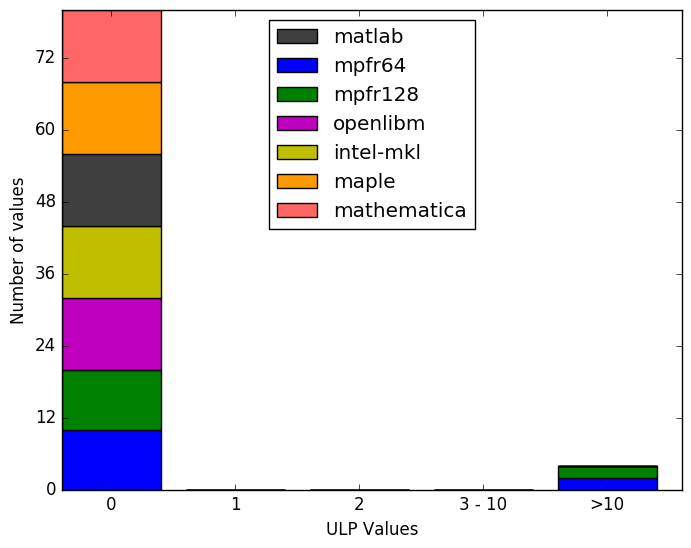 matlab
mpfr64
mpfr128
openlibm
intel-mkl
maple
mathematica
Number of values
72
60
48
36
24
12
0
0 1 2 3 - 10 >10
ULP Values